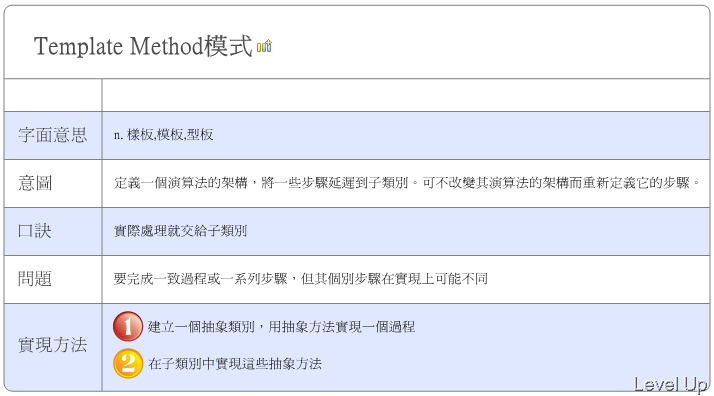 Template Method模式
字面意思
n. 樣板,模板,型板
意圖
定義一個演算法的架構，將一些步驟延遲到子類別。可不改變其演算法的架構而重新定義它的步驟。
口訣
實際處理就交給子類別
問題
要完成一致過程或一系列步驟，但其個別步驟在實現上可能不同
實現方法
1 建立一個抽象類別，用抽象方法實現一個過程
2 在子類別中實現這些抽象方法
Level Up